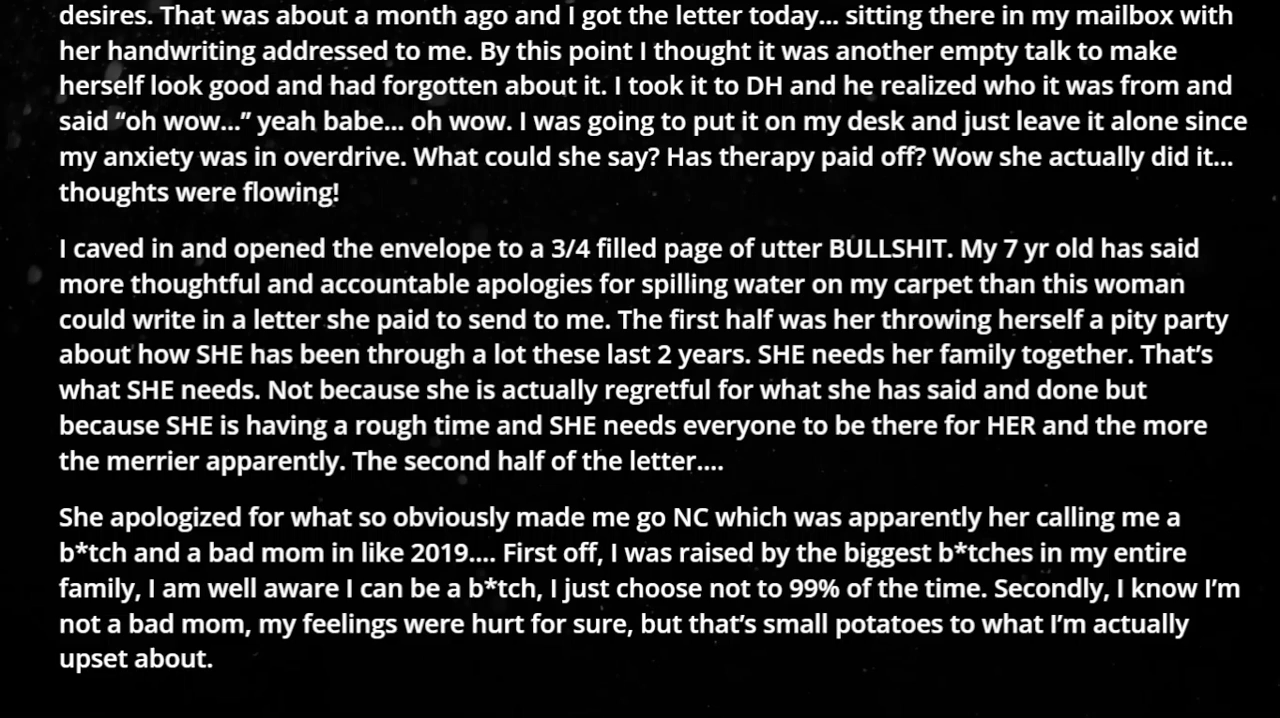 desires. That was about a month ago and I got the letter today... sitting there in my mailbox with
her handwriting addressed to me. By this point I thought it was another empty talk to make
herself look good and had forgotten about it. I took it to DH and he realized who it was from and
said “oh wow...” yeah babe... oh wow. I was going to put it on my desk and just leave it alone since
my anxiety was in overdrive. What could she say? Has therapy paid off? Wow she actually did it...
thoughts were flowing!
I caved in and opened the envelope to a 3/4 filled page of utter BULLSHIT. My 7 yr old has said
more thoughtful and accountable apologies for spilling water on my carpet than this woman
could write in a letter she paid to send to me. The first half was her throwing herself a pity party
about how SHE has been through a lot these last 2 years. SHE needs her family together. That’s
what SHE needs. Not because she is actually regretful for what she has said and done but
because SHE is having a rough time and SHE needs everyone to be there for HER and the more
the merrier apparently. The second half of the letter....
She apologized for what so obviously made me go NC which was apparently her calling me a
b*tch and a bad mom in like 2019.... First off, I was raised by the biggest b*tches in my entire
family, I am well aware I can be a b*tch, I just choose not to 99% of the time. Secondly, I know I’m
not a bad mom, my feelings were hurt for sure, but that’s small potatoes to what I’m actually
upset about.